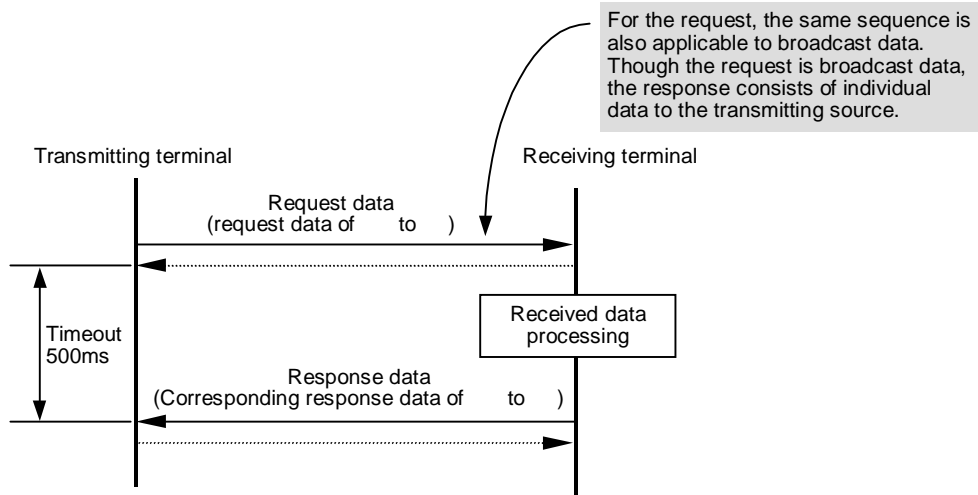 For the request, the same sequence is
also applicable to broadcast data.
Though the request is broadcast data,
the response consists of individual
data to the transmitting source.
Transmitting terminal
Receiving terminal
Request data
(request data of to )
Received data
processing
Timeout
500ms
Response data
(Corresponding response data of to )